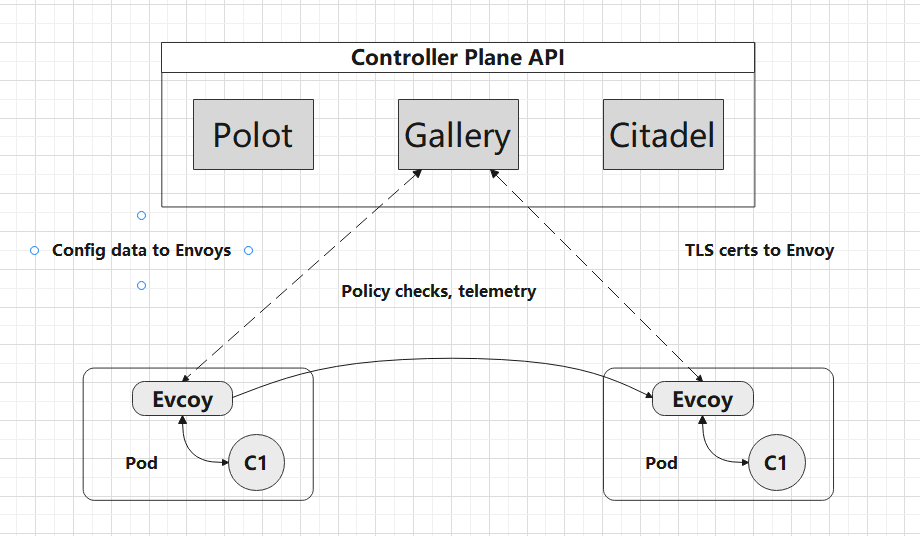 Controller Plane API
Polot
Gallery
Citadel
Config data to Envoys
TLS certs to Envoy
Policy checks, telemetry
Evcoy
Evcoy
Pod
C1
Pod
C1